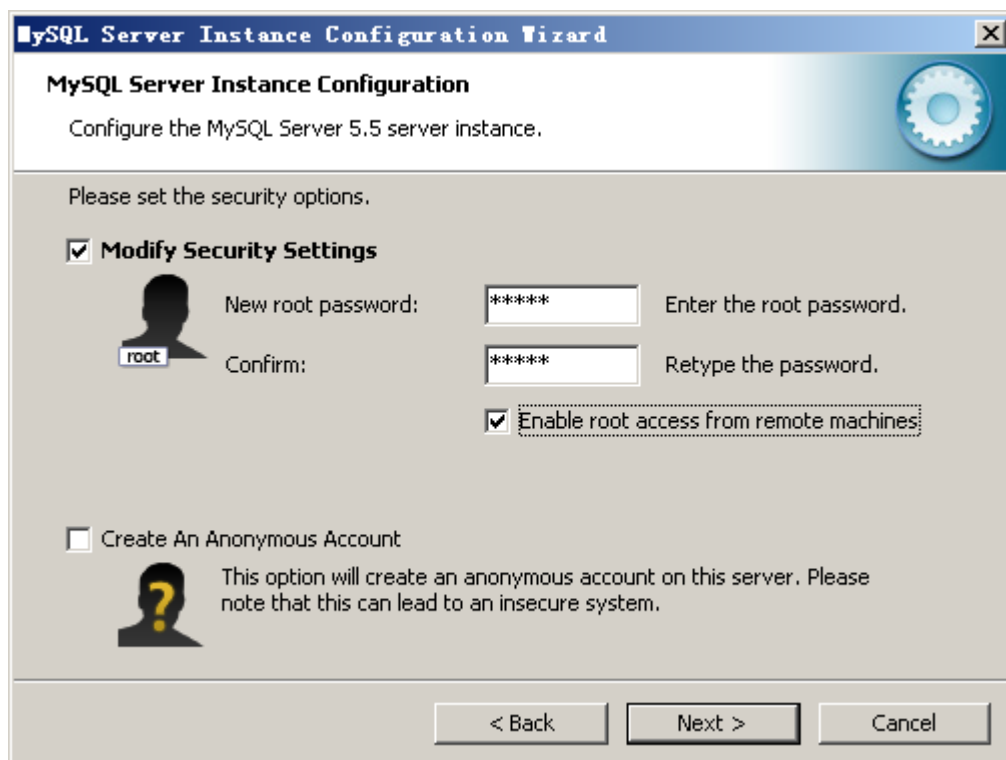 MySQL Server Instance Configuration Wizard
MySQL Server Instance Configuration
Configure the MySQL Server 5.5 server instance.
Please set the security options.
Modify Security Settings
New root password: ***** Enter the root password.
root
Confirm: ***** Retype the password.
Enable root access from remote machines
Create An Anonymous Account
This option will create an anonymous account on this server. Please
note that this can lead to an insecure system.
< Back Next > Cancel